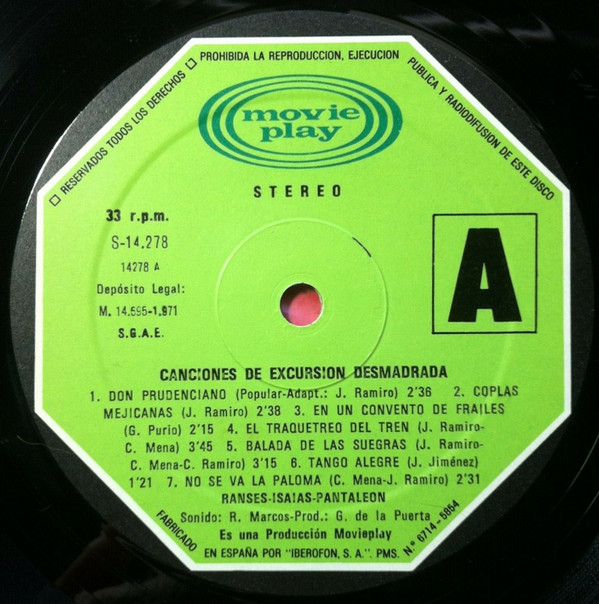 □ RESERVADOS TODOS LOS DERECHOS □ PROHIBIDA LA REPRODUCCION, EJECUCION
PUBLICA Y RADIODIFUSION DE ESTE DISCO
movie
play
STEREO
33 r.p.m.
S-14.278
14278 A
Depósito Legal:
M. 14.595-1.971
S.G.A.E.
A
CANCIONES DE EXCURSION DESMADRADA
1. DON PRUDENCIANO (Popular-Adapt.: J. Ramiro) 2'36 2. COPLAS
MEJICANAS (J. Ramiro) 2'38 3. EN UN CONVENTO DE FRAILES
(G. Purio) 2'15 4. EL TRAQUETREO DEL TREN (J. Ramiro-
C. Mena) 3'45 5. BALADA DE LAS SUEGRAS (J. Ramiro-
C. Mena-C. Ramiro) 3'15 6. TANGO ALEGRE (J. Jiménez)
1'21 7. NO SE VA LA PALOMA (C. Mena-J. Ramiro) 2'31
RANSES-ISAIAS-PANTALEON
Sonido: R. Marcos-Prod.: G. de la Puerta
Es una Producción Movieplay
FABRICADO
EN ESPAÑA POR "IBEROFON, S. A.". PMS. N.º 6714-5854